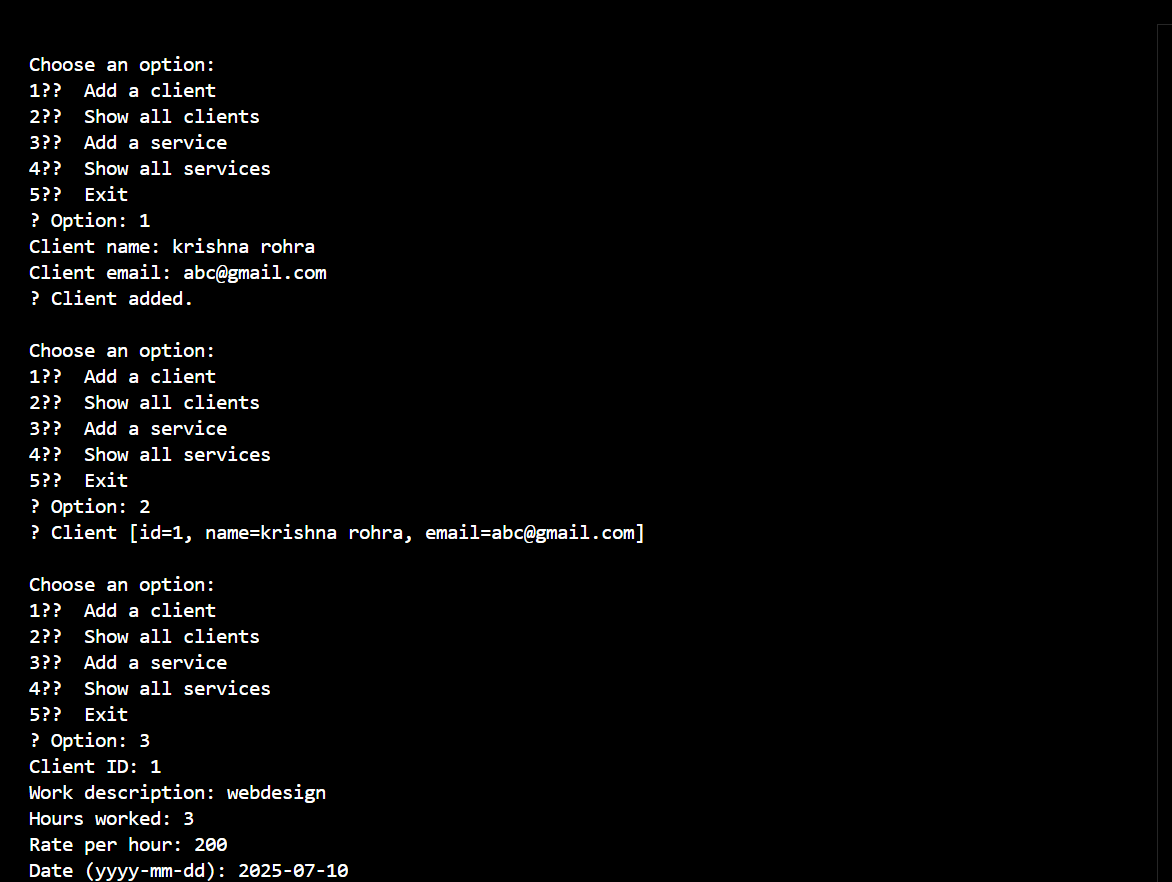 Choose an option:
1??  Add a client
2??  Show all clients
3??  Add a service
4??  Show all services
5??  Exit
? Option: 1
Client name: krishna rohra
Client email: abc@gmail.com
? Client added.

Choose an option:
1??  Add a client
2??  Show all clients
3??  Add a service
4??  Show all services
5??  Exit
? Option: 2
? Client [id=1, name=krishna rohra, email=abc@gmail.com]

Choose an option:
1??  Add a client
2??  Show all clients
3??  Add a service
4??  Show all services
5??  Exit
? Option: 3
Client ID: 1
Work description: webdesign
Hours worked: 3
Rate per hour: 200
Date (yyyy-mm-dd): 2025-07-10